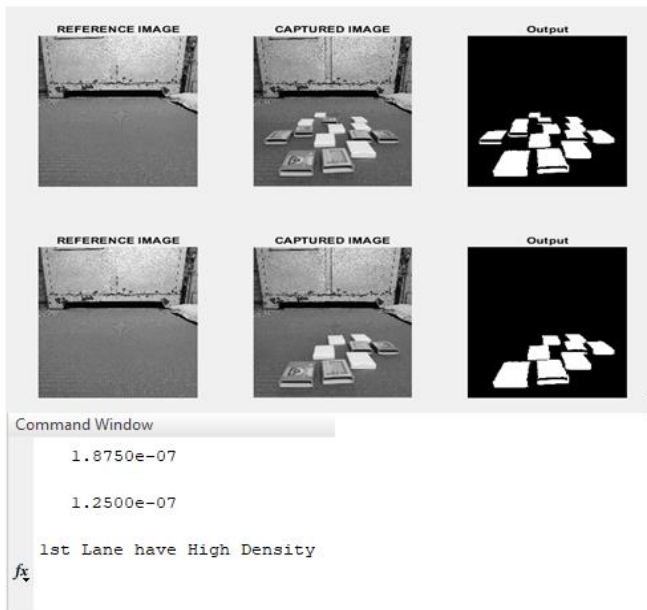 REFERENCE IMAGE CAPTURED IMAGE Output
REFERENCE IMAGE CAPTURED IMAGE Output
Command Window
1.8750e-07
1.2500e-07
1st Lane have High Density
fx